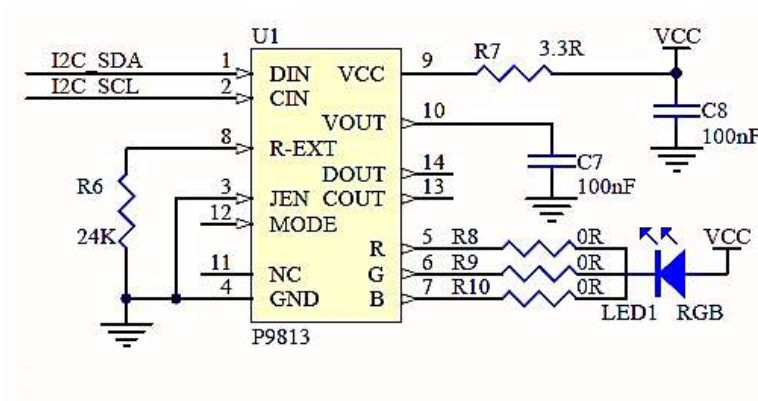 U1
I2C_SDA 1 DIN VCC 9 R7 3.3R VCC
I2C_SCL 2 CIN
VOUT 10 C8
100nF
8 R-EXT
DOUT 14 C7
R6 3 JEN COUT 13 100nF
12 MODE
24K
R 5 R8 0R VCC
11 NC G 6 R9 0R
4 GND B 7 R10 0R
LED1 RGB
P9813